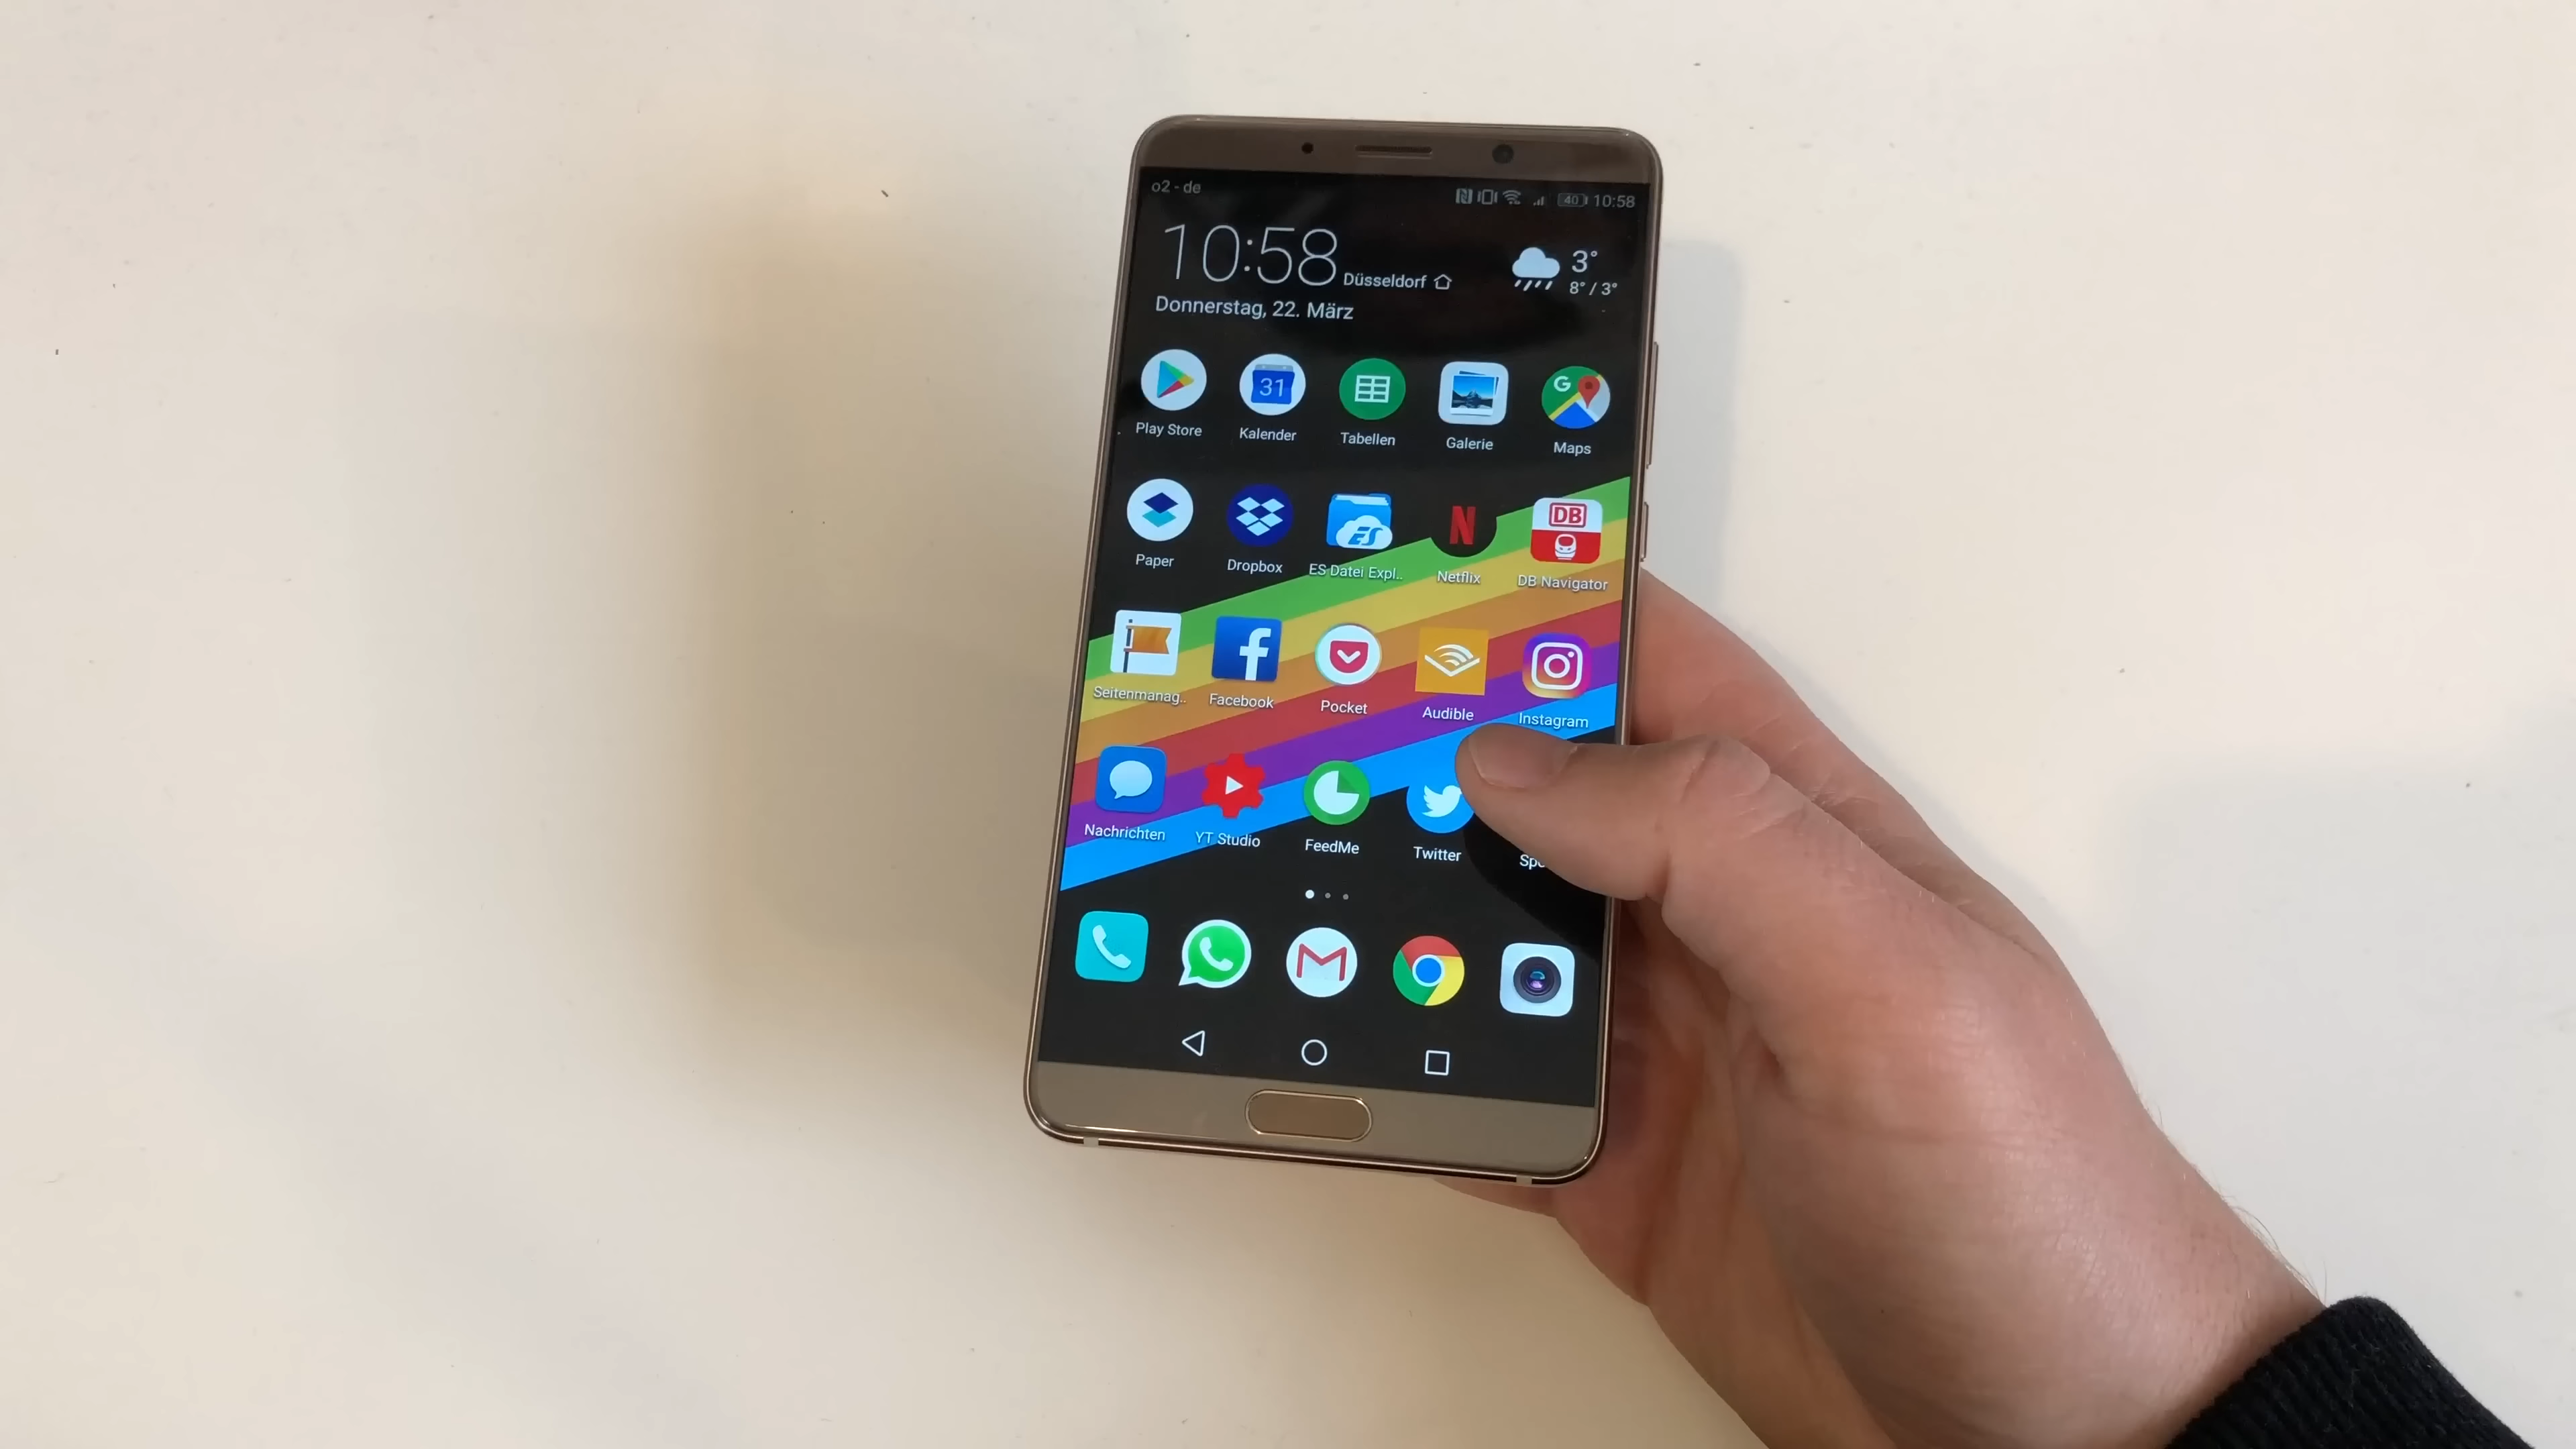 o2 - de
40 10:58
10:58 Düsseldorf
3°
8° / 3°
Donnerstag, 22. März
31
G
Play Store Kalender Tabellen Galerie Maps
ES
N
DB
Paper Dropbox ES Datei Expl.. Netflix DB Navigator
f
Seitenmanag.. Facebook Pocket Audible Instagram
Nachrichten YT Studio FeedMe Twitter
M